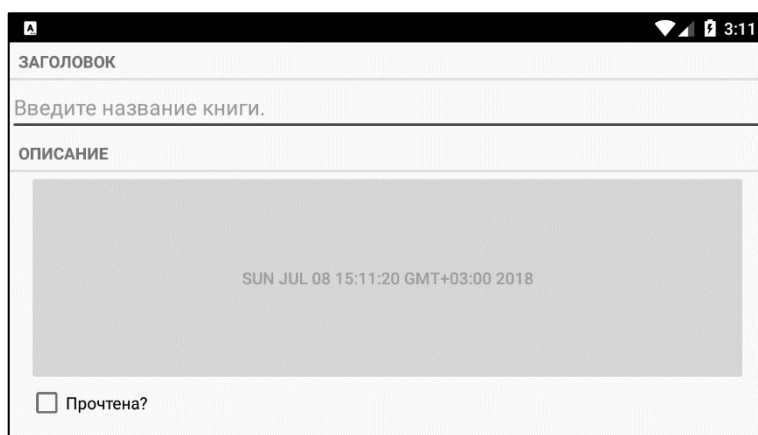 3:11
ЗАГОЛОВОК
Введите название книги.
ОПИСАНИЕ
SUN JUL 08 15:11:20 GMT+03:00 2018
Прочтена?